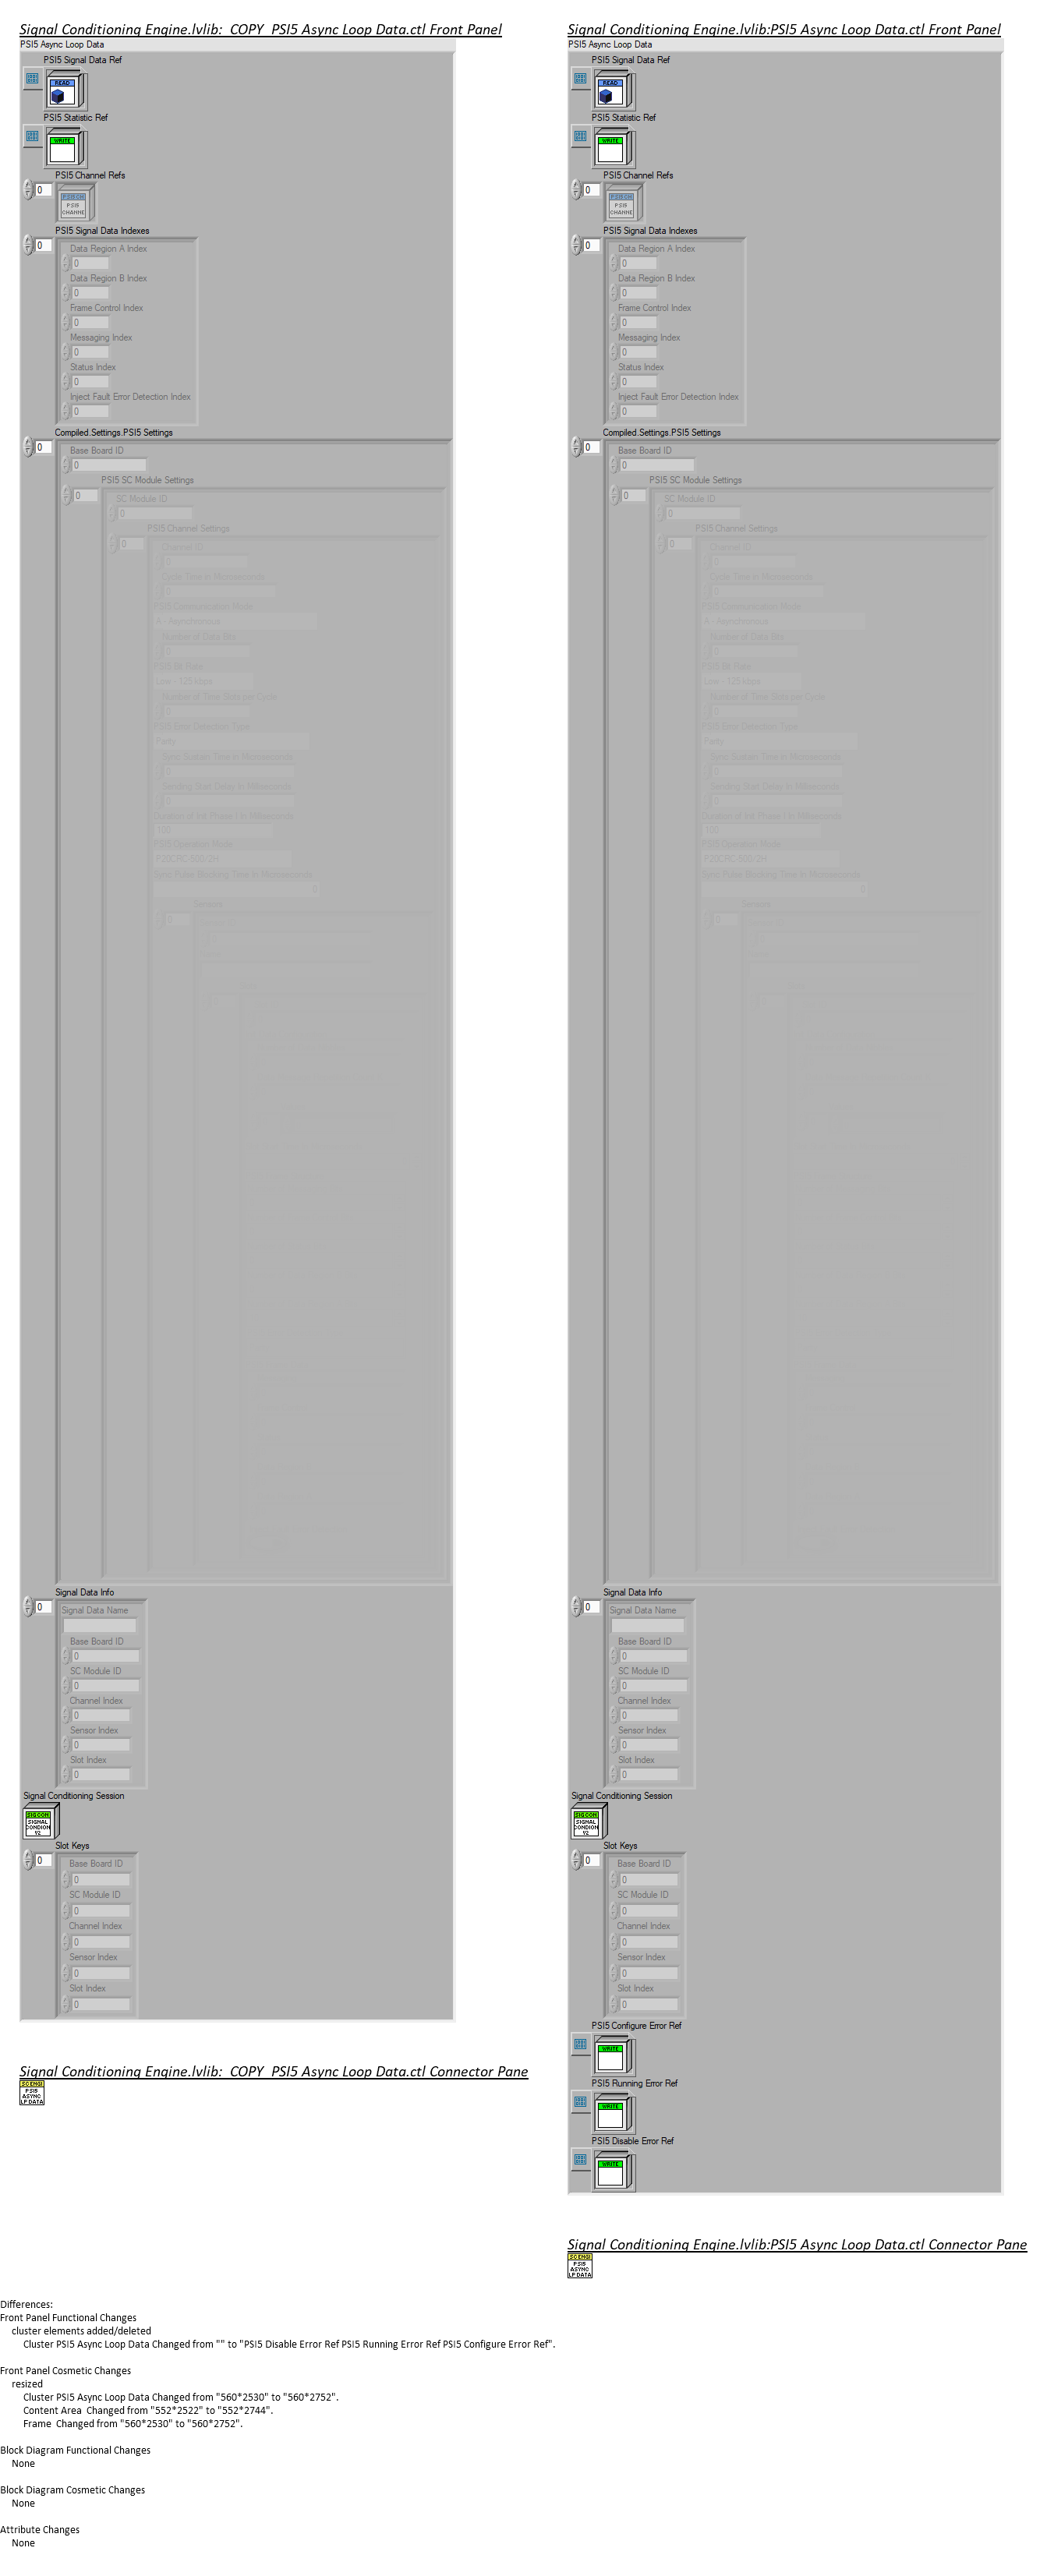 Signal Conditioning Engine.lvlib:_COPY_PSI5 Async Loop Data.ctl Front Panel
PSI5 Async Loop Data
PSI5 Signal Data Ref
READ
PSI5 Statistic Ref
WRITE
PSI5 Channel Refs
0
PSI5 CH
PSI5
CHANNE
PSI5 Signal Data Indexes
0
Data Region A Index
0
Data Region B Index
0
Frame Control Index
0
Messaging Index
0
Status Index
0
Inject Fault Error Detection Index
0
Compiled.Settings.PSI5 Settings
0
Base Board ID
0
PSI5 SC Module Settings
0
SC Module ID
0
PSI5 Channel Settings
0
Channel ID
0
Cycle Time in Microseconds
0
PSI5 Communication Mode
A - Asynchronous
Number of Data Bits
0
PSI5 Bit Rate
Low - 125 kbps
Number of Time Slots per Cycle
0
PSI5 Error Detection Type
Parity
Sync Sustain Time in Microseconds
0
Sending Start Delay in Milliseconds
0
Duration of Init Phase I in Milliseconds
100
PSI5 Operation Mode
P20CRC-500/2H
Sync Pulse Blocking Time in Microseconds
0
Sensors
0
Signal Data Info
0
Signal Data Name
Base Board ID
0
SC Module ID
0
Channel Index
0
Sensor Index
0
Slot Index
0
Signal Conditioning Session
SIGCON
SIGNAL
CONDION
V2
Slot Keys
0
Base Board ID
0
SC Module ID
0
Channel Index
0
Sensor Index
0
Slot Index
0
Signal Conditioning Engine.lvlib:_COPY_PSI5 Async Loop Data.ctl Connector Pane
SC ENGI
PSI5
ASYNC
LP DATA
Signal Conditioning Engine.lvlib:PSI5 Async Loop Data.ctl Front Panel
PSI5 Async Loop Data
PSI5 Signal Data Ref
READ
PSI5 Statistic Ref
WRITE
PSI5 Channel Refs
0
PSI5 CH
PSI5
CHANNE
PSI5 Signal Data Indexes
0
Data Region A Index
0
Data Region B Index
0
Frame Control Index
0
Messaging Index
0
Status Index
0
Inject Fault Error Detection Index
0
Compiled.Settings.PSI5 Settings
0
Base Board ID
0
PSI5 SC Module Settings
0
SC Module ID
0
PSI5 Channel Settings
0
Channel ID
0
Cycle Time in Microseconds
0
PSI5 Communication Mode
A - Asynchronous
Number of Data Bits
0
PSI5 Bit Rate
Low - 125 kbps
Number of Time Slots per Cycle
0
PSI5 Error Detection Type
Parity
Sync Sustain Time in Microseconds
0
Sending Start Delay in Milliseconds
0
Duration of Init Phase I in Milliseconds
100
PSI5 Operation Mode
P20CRC-500/2H
Sync Pulse Blocking Time in Microseconds
0
Sensors
0
Signal Data Info
0
Signal Data Name
Base Board ID
0
SC Module ID
0
Channel Index
0
Sensor Index
0
Slot Index
0
Signal Conditioning Session
SIGCON
SIGNAL
CONDION
V2
Slot Keys
0
Base Board ID
0
SC Module ID
0
Channel Index
0
Sensor Index
0
Slot Index
0
PSI5 Configure Error Ref
WRITE
PSI5 Running Error Ref
WRITE
PSI5 Disable Error Ref
WRITE
Signal Conditioning Engine.lvlib:PSI5 Async Loop Data.ctl Connector Pane
SC ENGI
PSI5
ASYNC
LP DATA
Differences:
Front Panel Functional Changes
cluster elements added/deleted
Cluster PSI5 Async Loop Data Changed from "" to "PSI5 Disable Error Ref PSI5 Running Error Ref PSI5 Configure Error Ref".
Front Panel Cosmetic Changes
resized
Cluster PSI5 Async Loop Data Changed from "560*2530" to "560*2752".
Content Area  Changed from "552*2522" to "552*2744".
Frame  Changed from "560*2530" to "560*2752".
Block Diagram Functional Changes
None
Block Diagram Cosmetic Changes
None
Attribute Changes
None